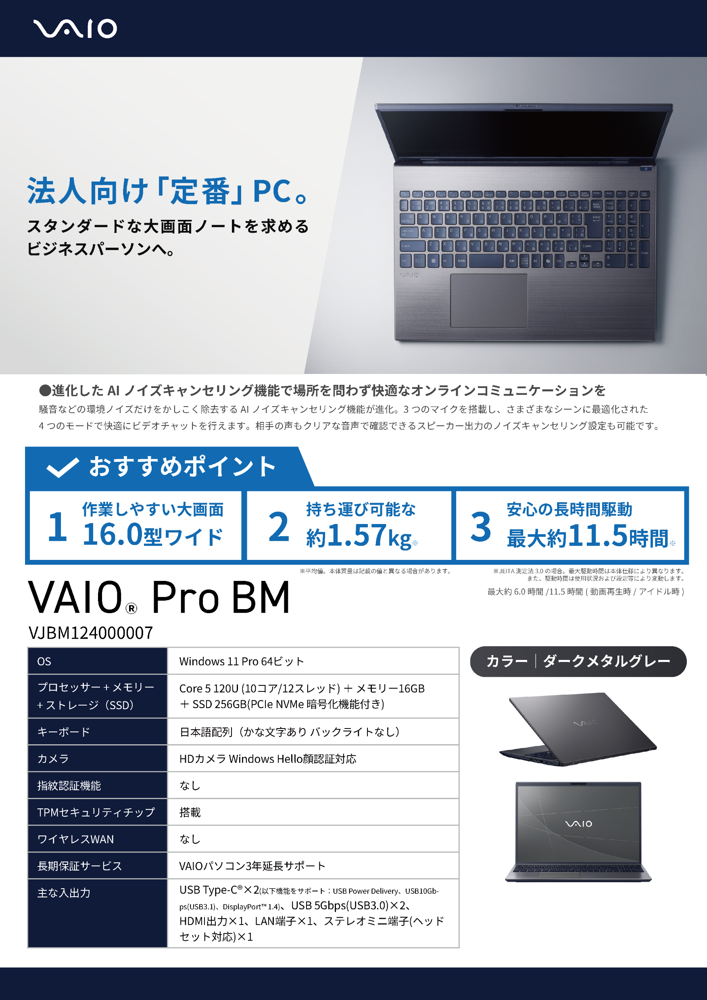 VAIO
法人向け「定番」PC。
スタンダードな大画面ノートを求める
ビジネスパーソンへ。
●進化した AI ノイズキャンセリング機能で場所を問わず快適なオンラインコミュニケーションを
騒音などの環境ノイズだけをかしこく除去する AI ノイズキャンセリング機能が進化。3 つのマイクを搭載し、さまざまなシーンに最適化された
4 つのモードで快適にビデオチャットを行えます。相手の声もクリアな音声で確認できるスピーカー出力のノイズキャンセリング設定も可能です。
おすすめポイント
1 作業しやすい大画面
16.0型ワイド
2 持ち運び可能な
約1.57kg※
3 安心の長時間駆動
最大約11.5時間※
※平均値。本体質量は記載の値と異なる場合があります。
※JEITA 測定法 3.0 の場合。最大駆動時間は本体仕様により異なります。
また、駆動時間は使用状況および設定等により変動します。
最大約 6.0 時間 /11.5 時間 ( 動画再生時 / アイドル時 )
VAIO® Pro BM
VJBM124000007
OS Windows 11 Pro 64ビット
プロセッサー + メモリー
+ ストレージ（SSD）
Core 5 120U (10コア/12スレッド) ＋ メモリー16GB
＋ SSD 256GB(PCIe NVMe 暗号化機能付き)
キーボード 日本語配列（かな文字あり バックライトなし）
カメラ HDカメラ Windows Hello顔認証対応
指紋認証機能 なし
TPMセキュリティチップ 搭載
ワイヤレスWAN なし
長期保証サービス VAIOパソコン3年延長サポート
主な入出力 USB Type-C®×2(以下機能をサポート：USB Power Delivery、USB10Gb-
ps(USB3.1)、DisplayPort™ 1.4)、USB 5Gbps(USB3.0)×2、
HDMI出力×1、LAN端子×1、ステレオミニ端子(ヘッド
セット対応)×1
カラー｜ダークメタルグレー
VAIO
VAIO